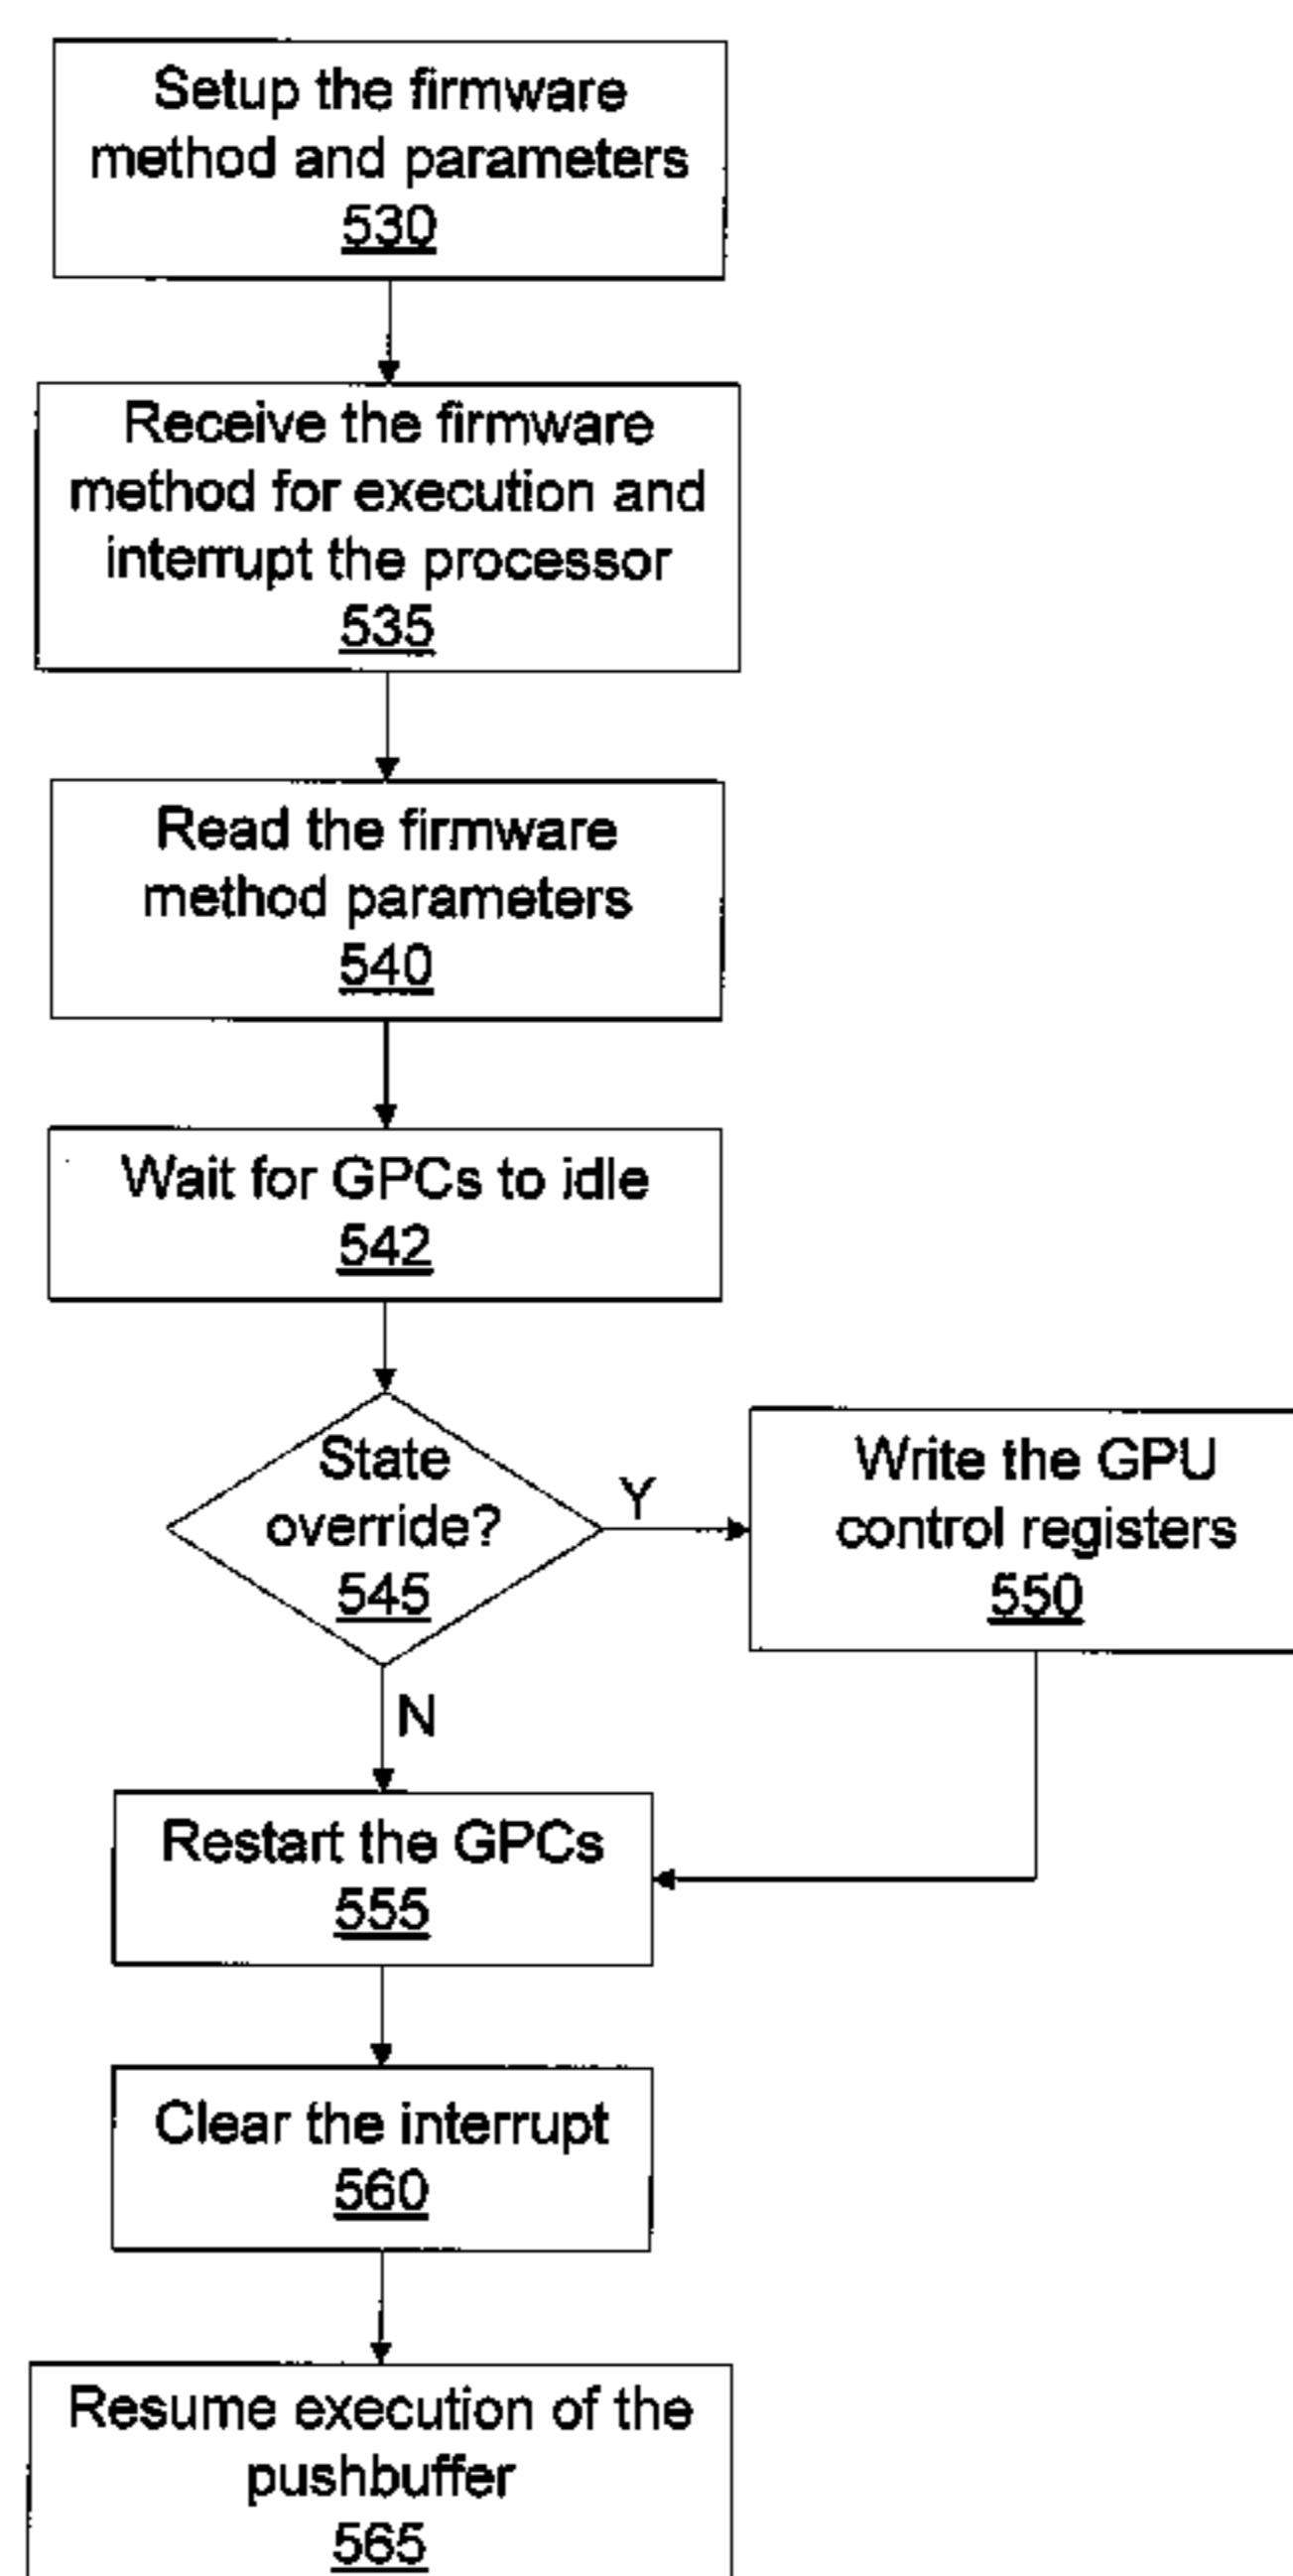 Setup the firmware
method and parameters
530
Receive the firmware
method for execution and
interrupt the processor
535
Read the firmware
method parameters
540
Wait for GPCs to idle
542
State
override?
545
Y
Write the GPU
control registers
550
N
Restart the GPCs
555
Clear the interrupt
560
Resume execution of the
pushbuffer
565